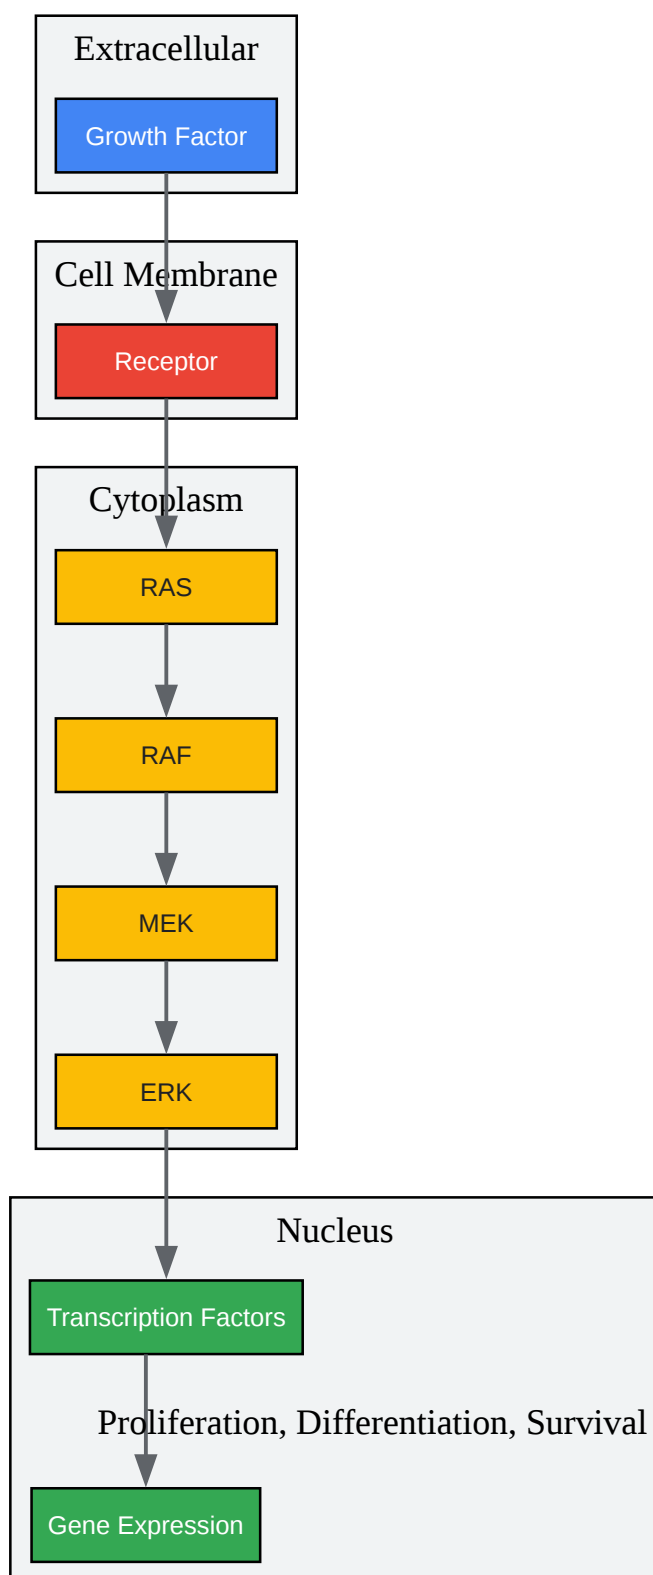 Extracellular
Growth Factor
Cell Membrane
Receptor
Cytoplasm
RAS
RAF
MEK
ERK
Nucleus
Transcription Factors
Proliferation, Differentiation, Survival
Gene Expression